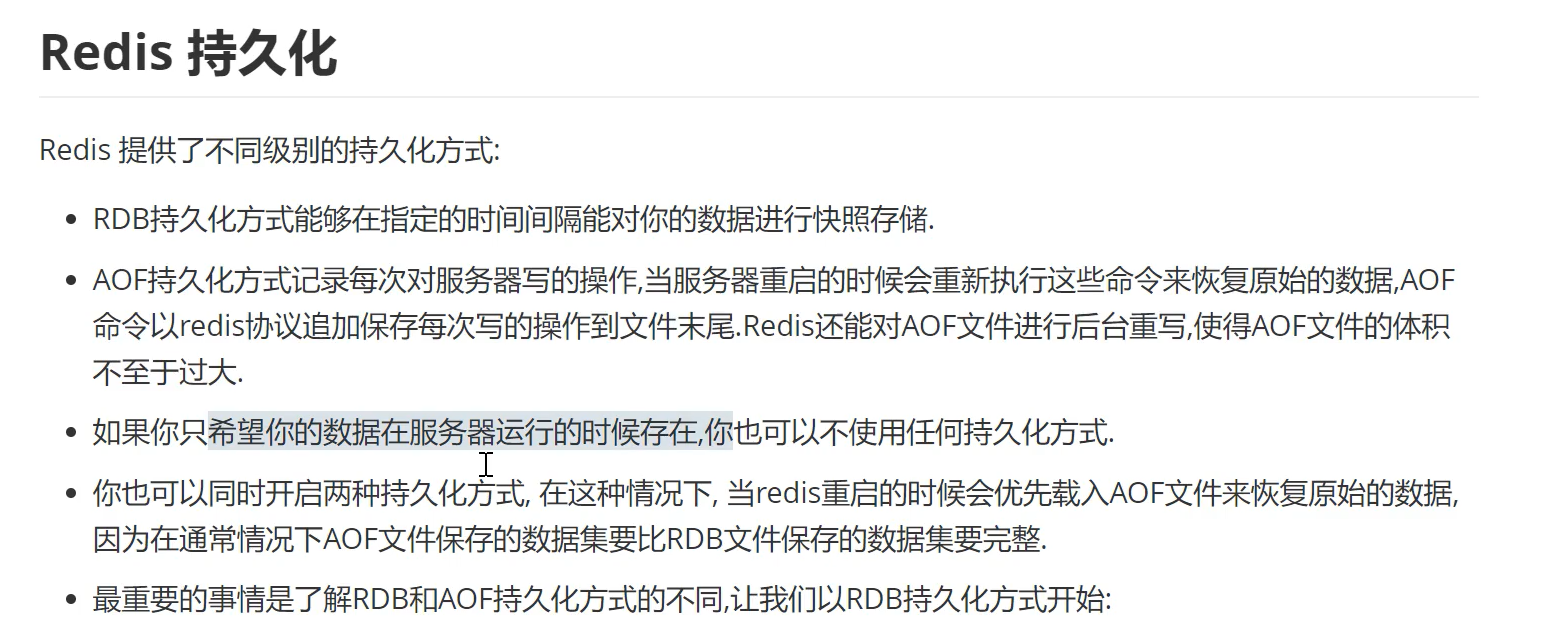 Redis 持久化
Redis 提供了不同级别的持久化方式:
RDB持久化方式能够在指定的时间间隔能对你的数据进行快照存储.
AOF持久化方式记录每次对服务器写的操作,当服务器重启的时候会重新执行这些命令来恢复原始的数据,AOF
命令以redis协议追加保存每次写的操作到文件末尾.Redis还能对AOF文件进行后台重写,使得AOF文件的体积
不至于过大.
如果你只希望你的数据在服务器运行的时候存在,你也可以不使用任何持久化方式.
你也可以同时开启两种持久化方式, 在这种情况下, 当redis重启的时候会优先载入AOF文件来恢复原始的数据,
因为在通常情况下AOF文件保存的数据集要比RDB文件保存的数据集要完整.
最重要的事情是了解RDB和AOF持久化方式的不同,让我们以RDB持久化方式开始: